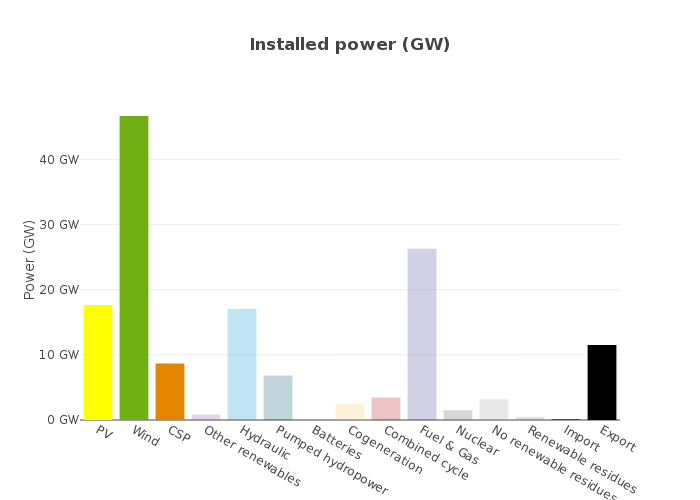 Installed power (GW)
Power (GW)
40 GW
30 GW
20 GW
10 GW
0 GW
PV
Wind
CSP
Other renewables
Hydraulic
Pumped hydropower
Batteries
Cogeneration
Combined cycle
Fuel & Gas
Nuclear
No renewable residues
Renewable residues
Import
Export